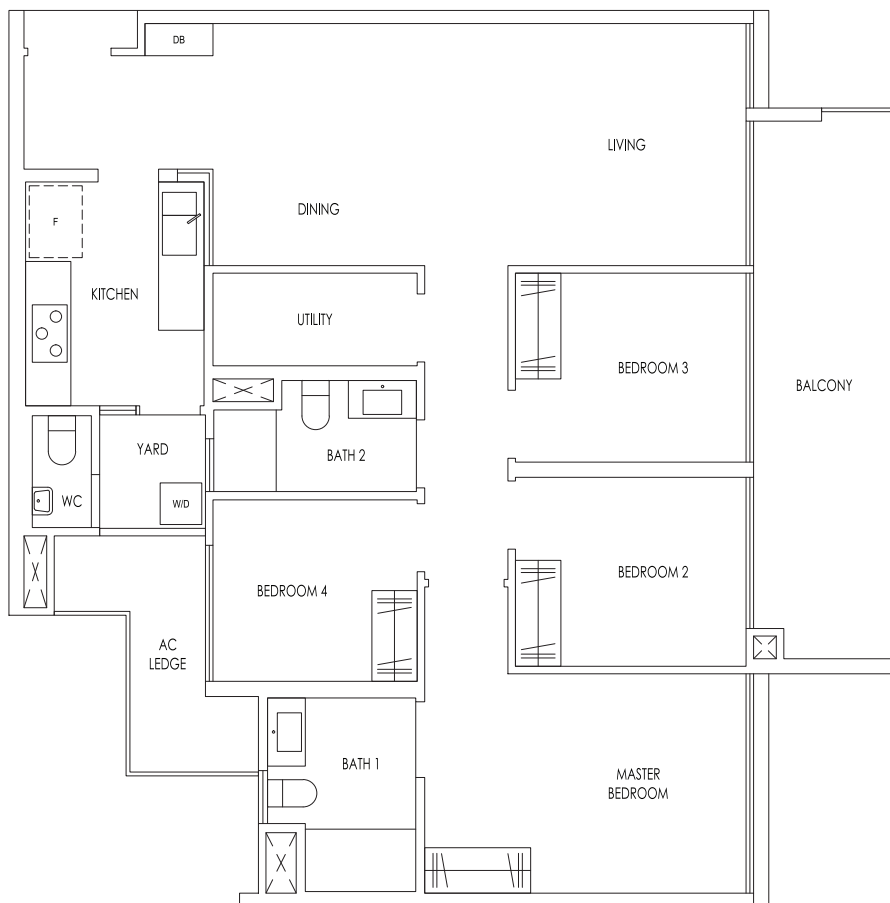 DB
LIVING
F
DINING
KITCHEN
UTILITY
BEDROOM 3
BALCONY
YARD
BATH 2
WC
W/D
BEDROOM 4
BEDROOM 2
AC
LEDGE
BATH 1
MASTER
BEDROOM